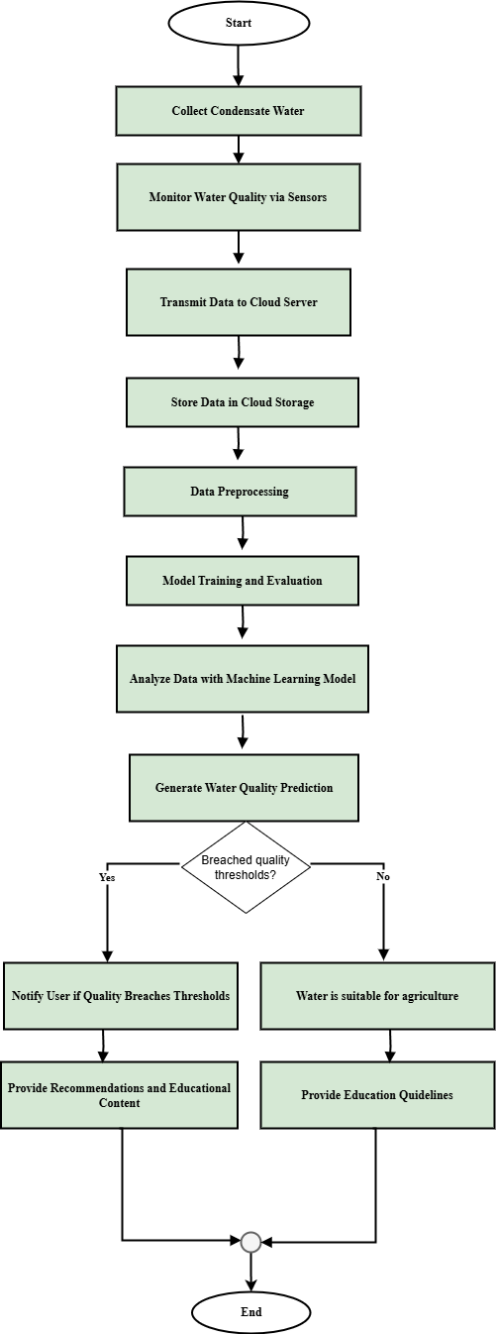 Start
Collect Condensate Water
Monitor Water Quality via Sensors
Transmit Data to Cloud Server
Store Data in Cloud Storage
Data Preprocessing
Model Training and Evaluation
Analyze Data with Machine Learning Model
Generate Water Quality Prediction
Breached quality
thresholds?
Yes
No
Notify User if Quality Breaches Thresholds
Water is suitable for agriculture
Provide Recommendations and Educational
Content
Provide Education Quidelines
End